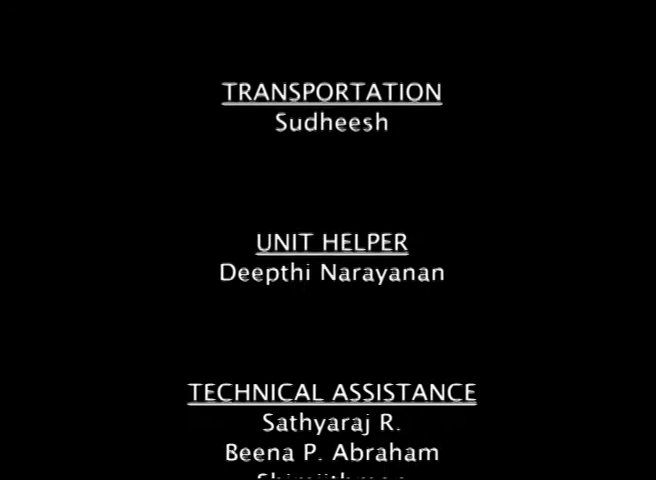 TRANSPORTATION
Sudheesh
UNIT HELPER
Deepthi Narayanan
TECHNICAL ASSISTANCE
Sathyaraj R.
Beena P. Abraham